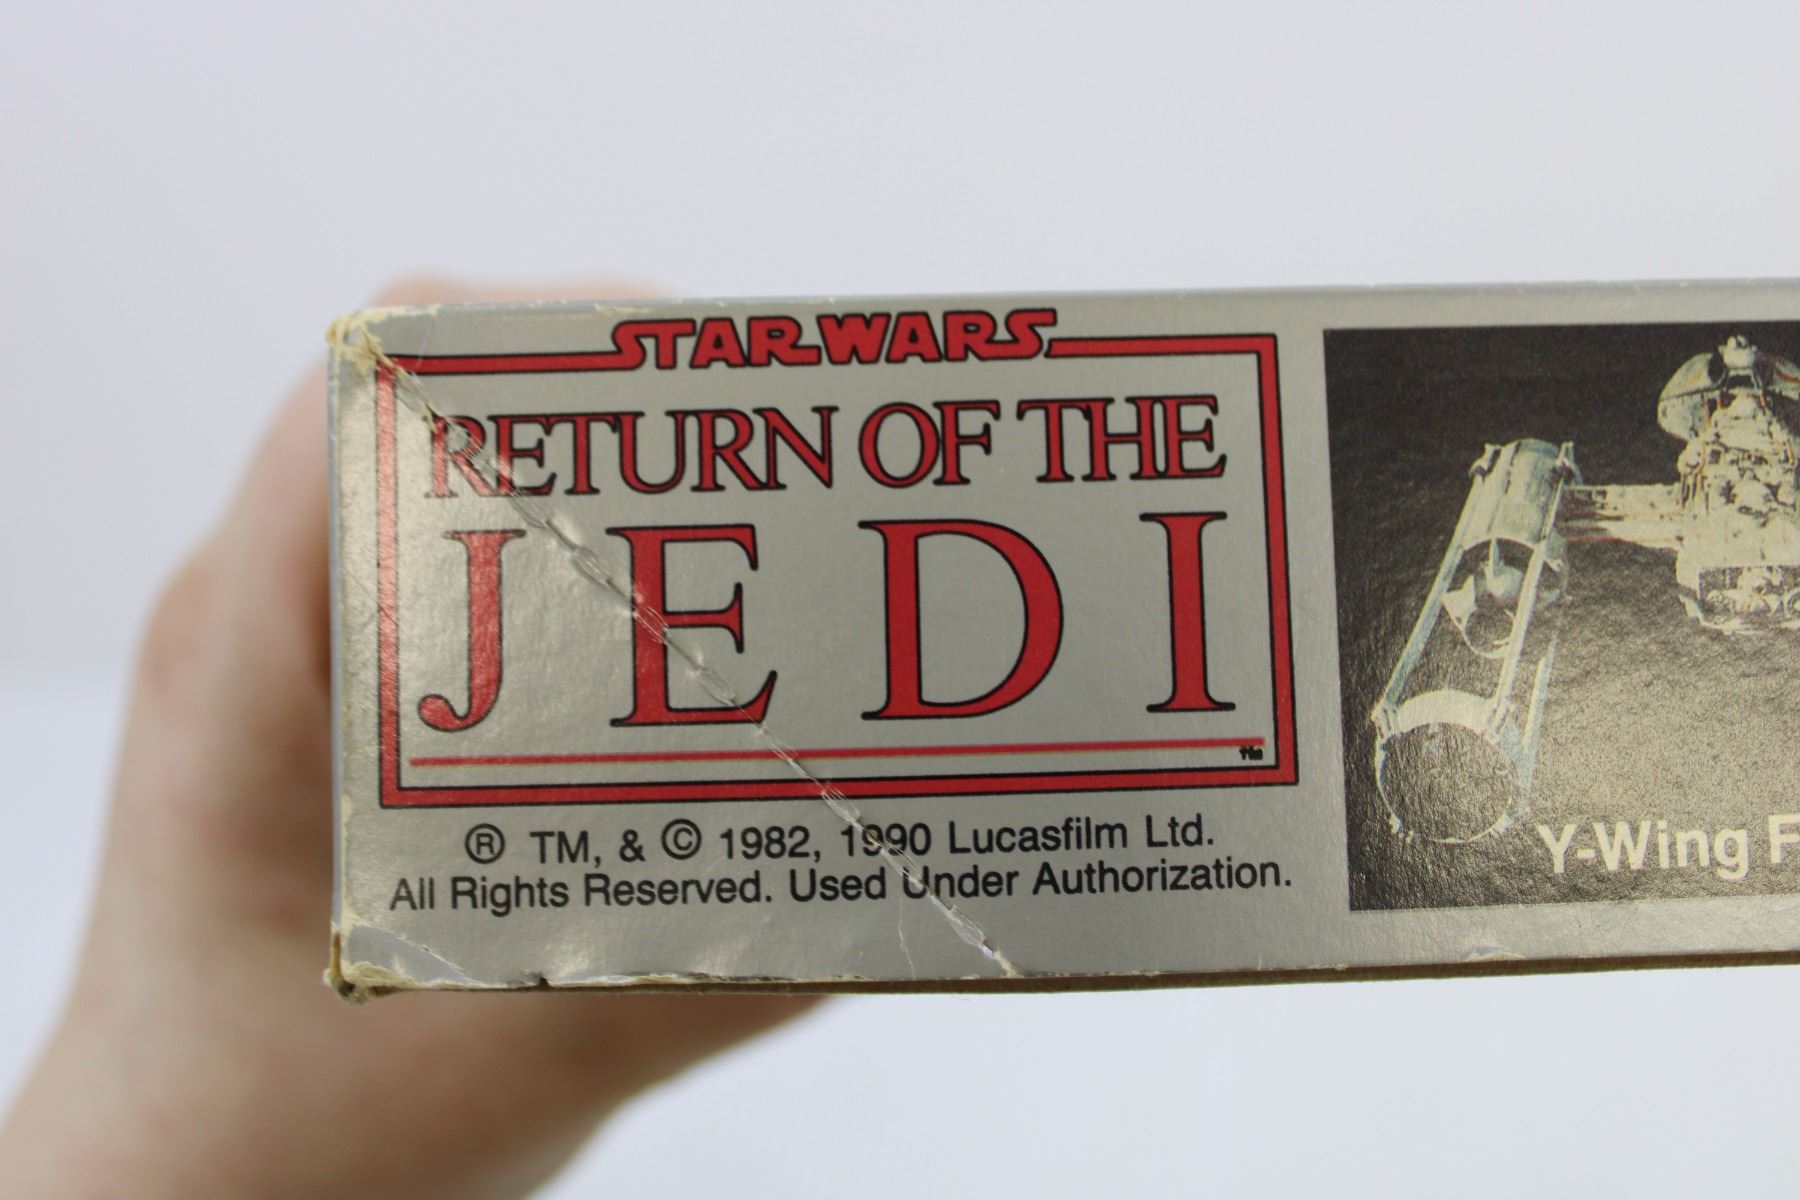 STAR WARS
RETURN OF THE
JEDI
TM
® TM, & © 1982, 1990 Lucasfilm Ltd.
All Rights Reserved. Used Under Authorization.
Y-Wing F